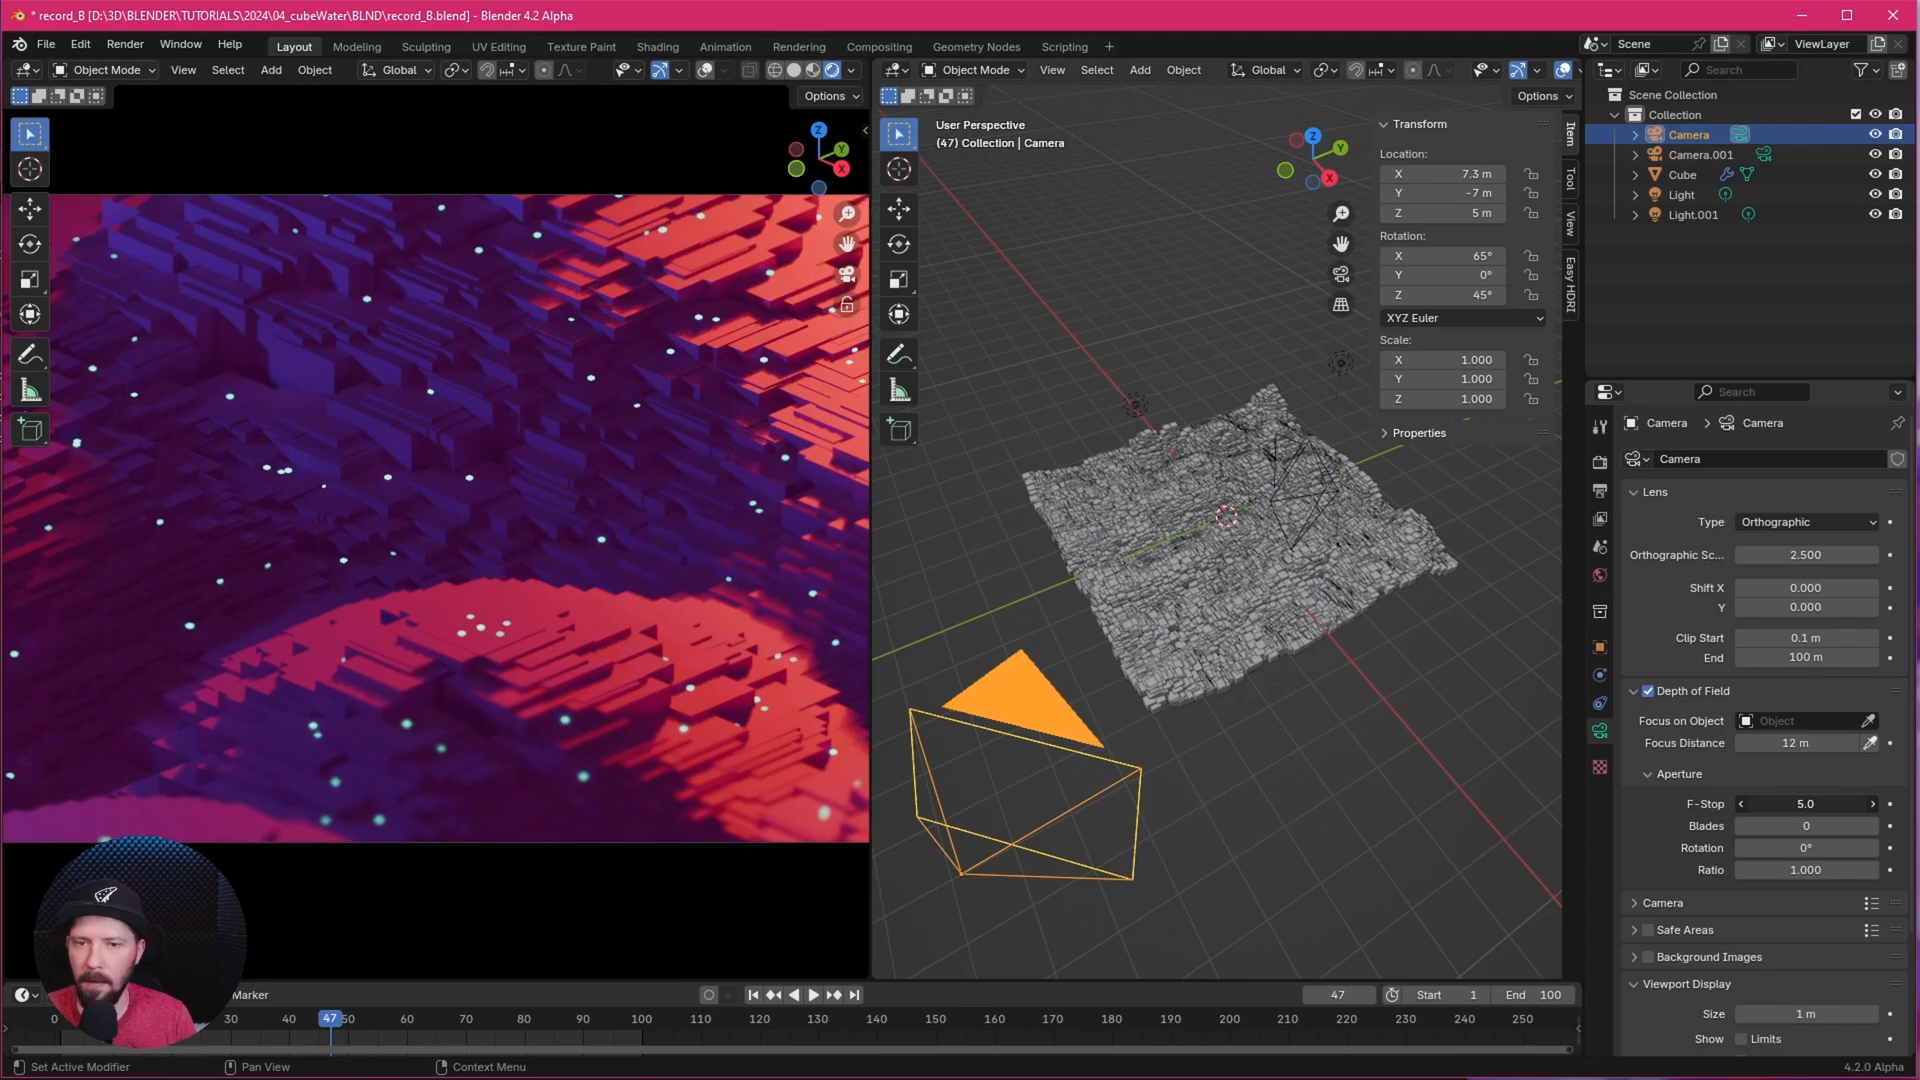 * record_B [D:\3D\BLENDER\TUTORIALS\2024\04_cubeWater\BLND\record_B.blend] - Blender 4.2 Alpha
File Edit Render Window Help Layout Modeling Sculpting UV Editing Texture Paint Shading Animation Rendering Compositing Geometry Nodes Scripting + Scene ViewLayer
Object Mode View Select Add Object Global Object Mode View Select Add Object Global Search
Options Options
Scene Collection
Collection
Camera
Camera.001
Cube
Light
Light.001
Z
Y
X
User Perspective
(47) Collection | Camera
Z
Y
X
Transform
Location:
X 7.3 m
Y -7 m
Z 5 m
Rotation:
X 65°
Y 0°
Z 45°
XYZ Euler
Scale:
X 1.000
Y 1.000
Z 1.000
Properties
Item
Tool
View
Easy HDRI
Search
Camera > Camera
Camera
Lens
Type Orthographic
Orthographic Sc... 2.500
Shift X 0.000
Y 0.000
Clip Start 0.1 m
End 100 m
Depth of Field
Focus on Object Object
Focus Distance 12 m
Aperture
F-Stop 5.0
Blades 0
Rotation 0°
Ratio 1.000
Camera
Safe Areas
Background Images
Viewport Display
Size 1 m
Show Limits
Marker 47 Start 1 End 100
0 30 40 47 50 60 70 80 90 100 110 120 130 140 150 160 170 180 190 200 210 220 230 240 250
Set Active Modifier Pan View Context Menu 4.2.0 Alpha